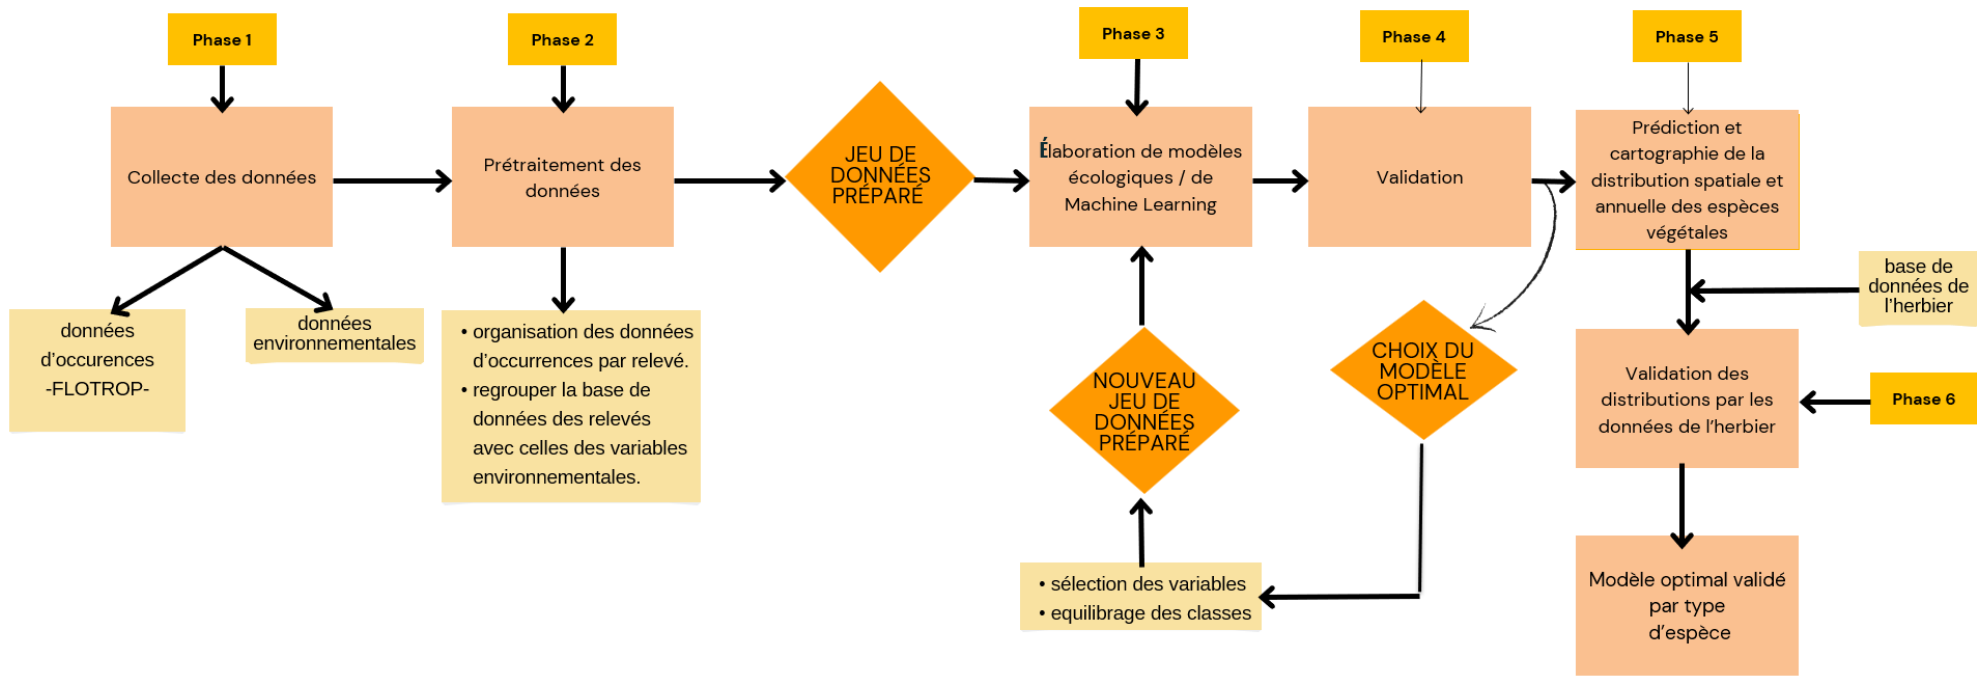 Phase 1
Phase 2
Phase 3
Phase 4
Phase 5
Collecte des données
Prétraitement des
données
JEU DE
DONNÉES
PRÉPARÉ
Élaboration de modèles
écologiques / de
Machine Learning
Validation
Prédiction et
cartographie de la
distribution spatiale et
annuelle des espèces
végétales
données
d'occurences
-FLOTROP-
données
environnementales
• organisation des données
d'occurrences par relevé.
• regrouper la base de
données des relevés
avec celles des variables
environnementales.
NOUVEAU
JEU DE
DONNÉES
PRÉPARÉ
CHOIX DU
MODÈLE
OPTIMAL
base de
données de
l'herbier
Validation des
distributions par les
données de l'herbier
Phase 6
• sélection des variables
• equilibrage des classes
Modèle optimal validé
par type
d'espèce